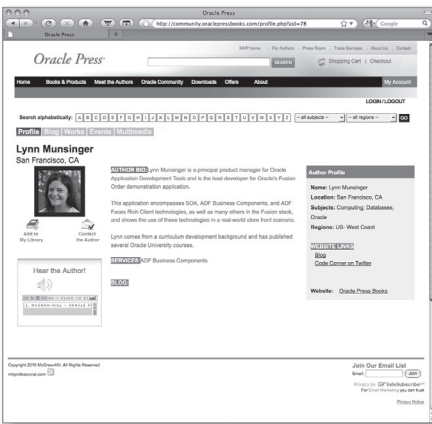 Oracle Press
http://community.oraclepressbooks.com/profile.php?aid=78
Google
Oracle Press
MHP home For Authors Press Room Trade Services About Us Contact
Oracle Press
SEARCH
Shopping Cart | Checkout
Home Books & Products Meet the Authors Oracle Community Downloads Offers About My Account
LOGIN / LOGOUT
Search alphabetically: A B C D E F G H I J K L M N O P Q R S T U V W X Y Z -- all subjects -- -- all regions -- GO
Profile Blog Works Events Multimedia
Lynn Munsinger
San Francisco, CA
Add to
My Library
Contact
the Author
AUTHOR BIO: Lynn Munsinger is a principal product manager for Oracle
Application Development Tools and is the lead developer for Oracle's Fusion
Order demonstration application.
This application encompasses SOA, ADF Business Components, and ADF
Faces Rich Client technologies, as well as many others in the Fusion stack,
and shows the use of these technologies in a real-world store front scenario.
Lynn comes from a curriculum development background and has published
several Oracle University courses.
SERVICES: ADF Business Components
BLOG:
Author Profile
Name: Lynn Munsinger
Location: San Francisco, CA
Subjects: Computing; Databases;
Oracle
Regions: US- West Coast
WEBSITE LINKS
Blog
Code Corner on Twitter
Website: Oracle Press Books
Hear the Author!
Copyright 2010 McGraw-Hill. All Rights Reserved
mhprofessional.com
Join Our Email List
Email: Join
Privacy by SafeSubscribe
For Email Marketing you can trust
Privacy Notice